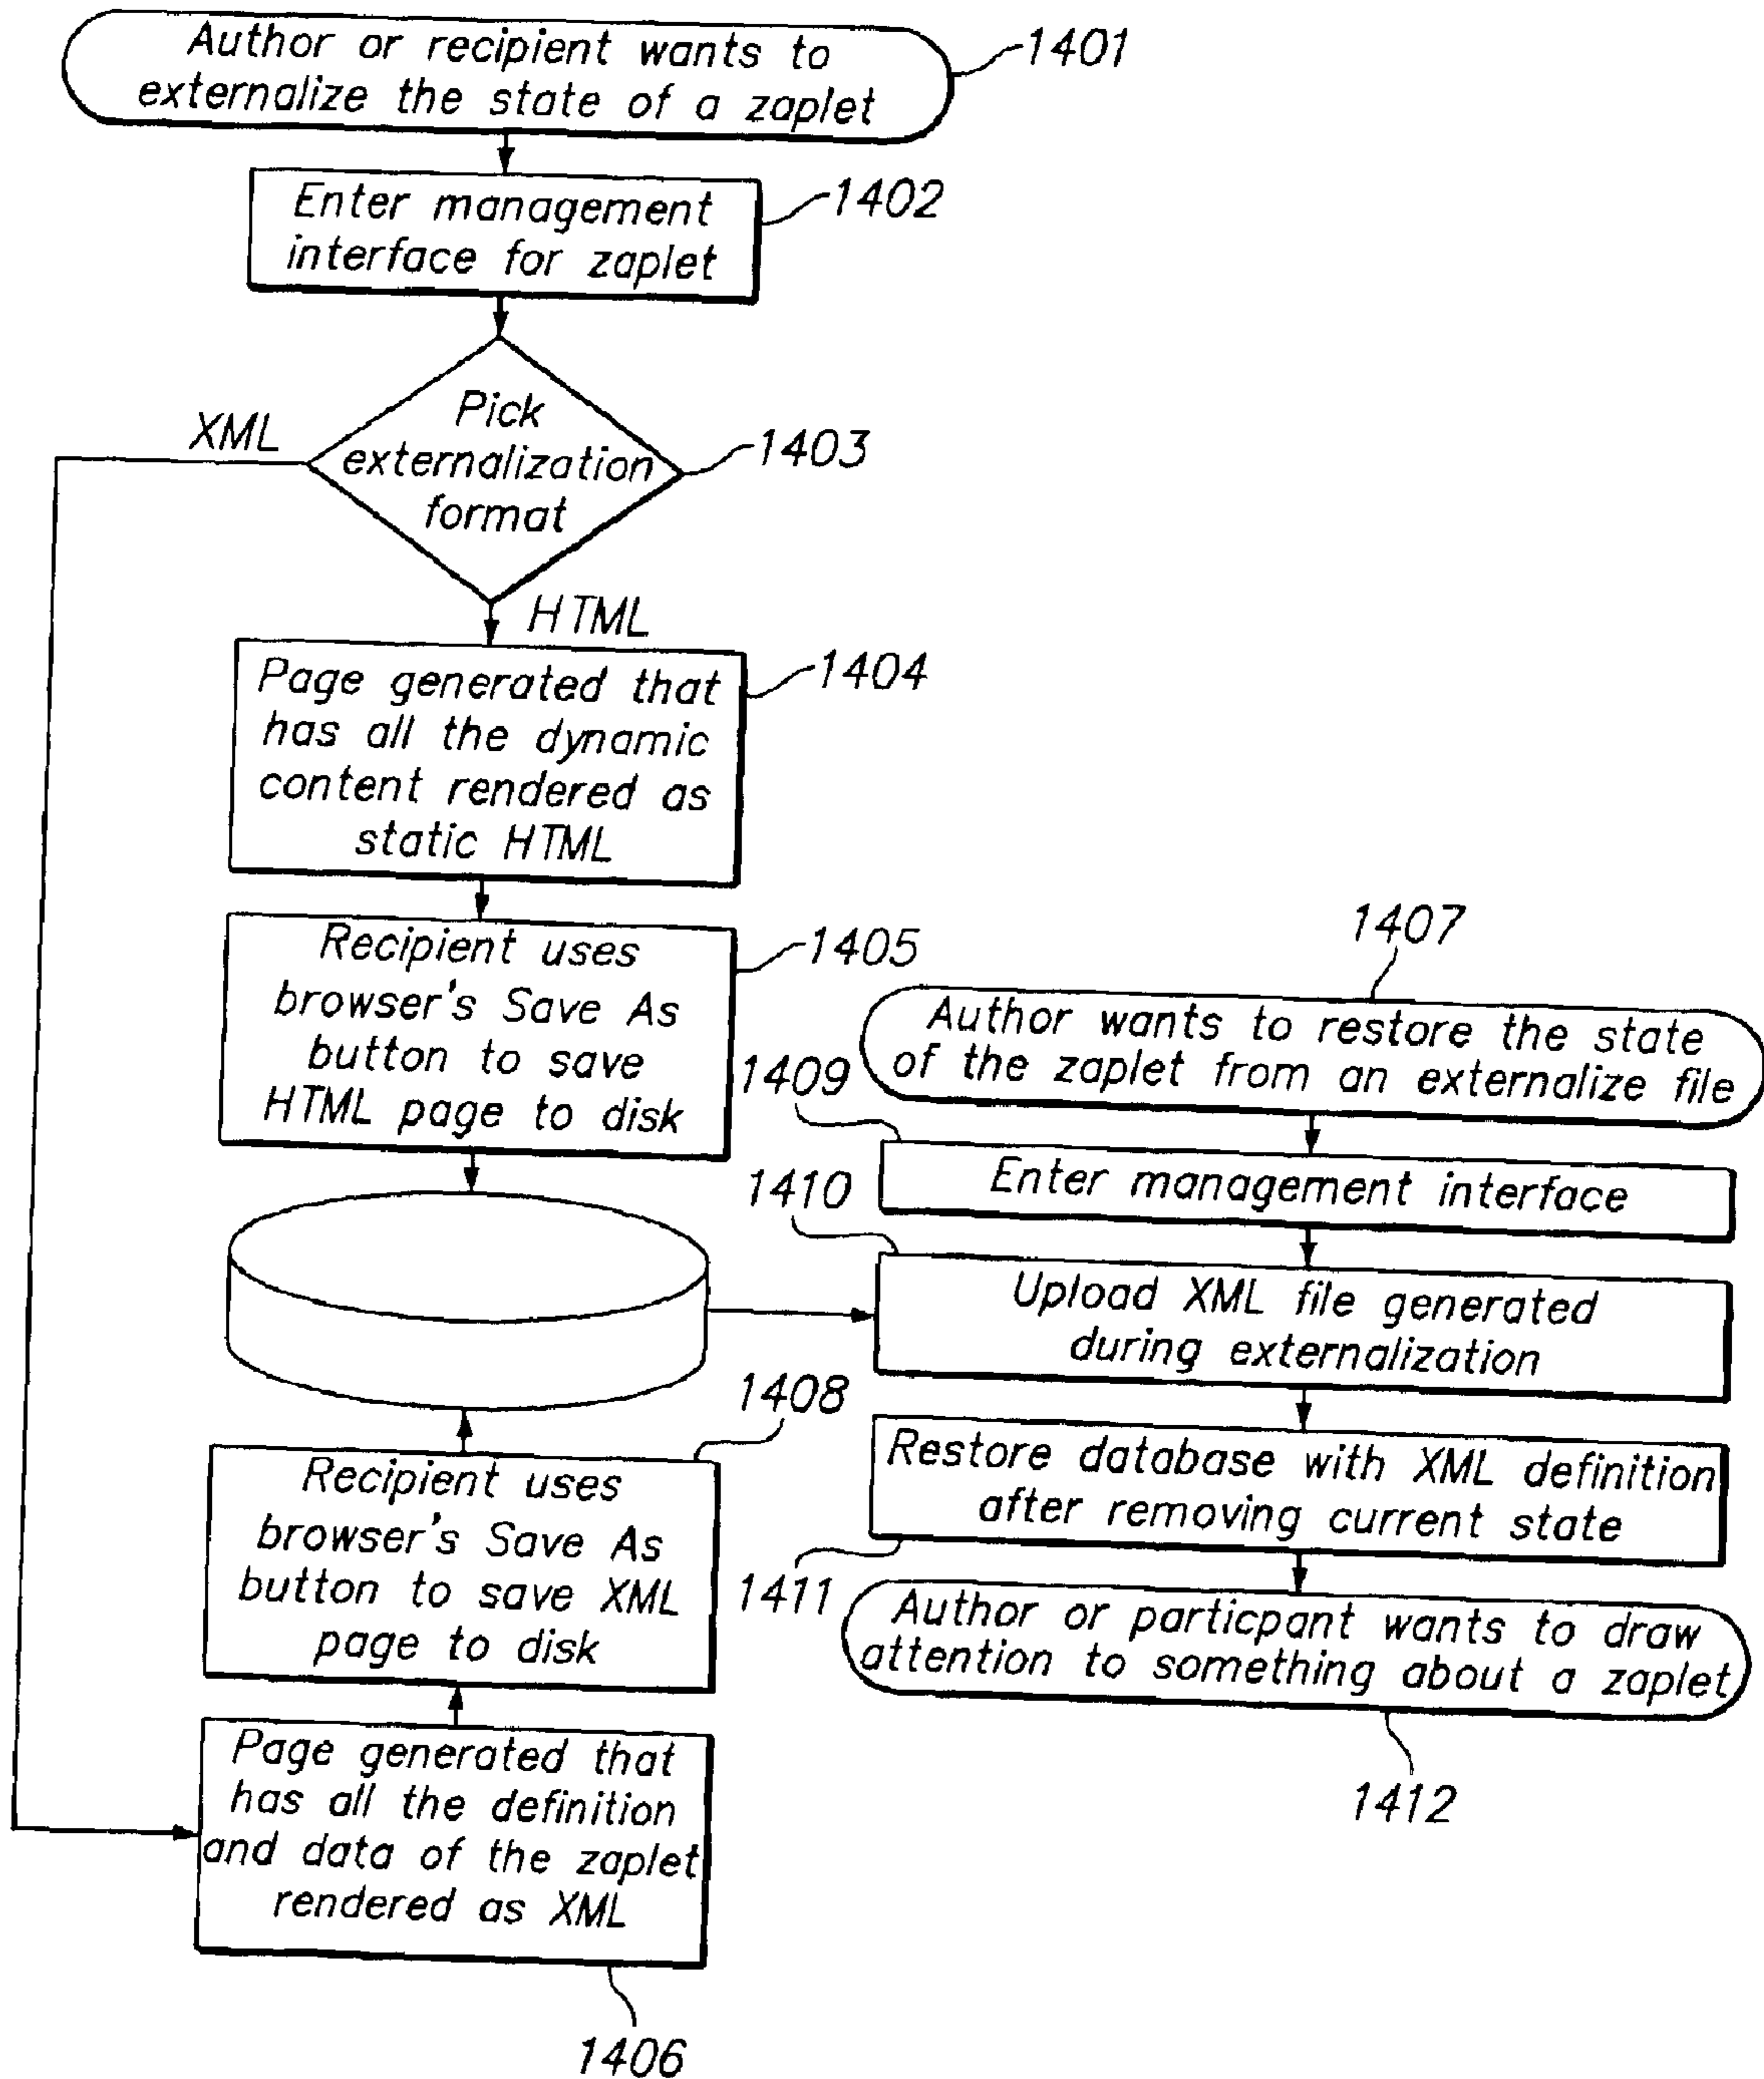 Author or recipient wants to
externalize the state of a zaplet
1401
Enter management
interface for zaplet
1402
XML
Pick
externalization
format
1403
HTML
Page generated that
has all the dynamic
content rendered as
static HTML
1404
Recipient uses
browser's Save As
button to save
HTML page to disk
1405
1407
Author wants to restore the state
of the zaplet from an externalize file
1409
Enter management interface
1410
Upload XML file generated
during externalization
1408
Recipient uses
browser's Save As
button to save XML
page to disk
Restore database with XML definition
after removing current state
1411
Author or particpant wants to draw
attention to something about a zaplet
1412
Page generated that
has all the definition
and data of the zaplet
rendered as XML
1406